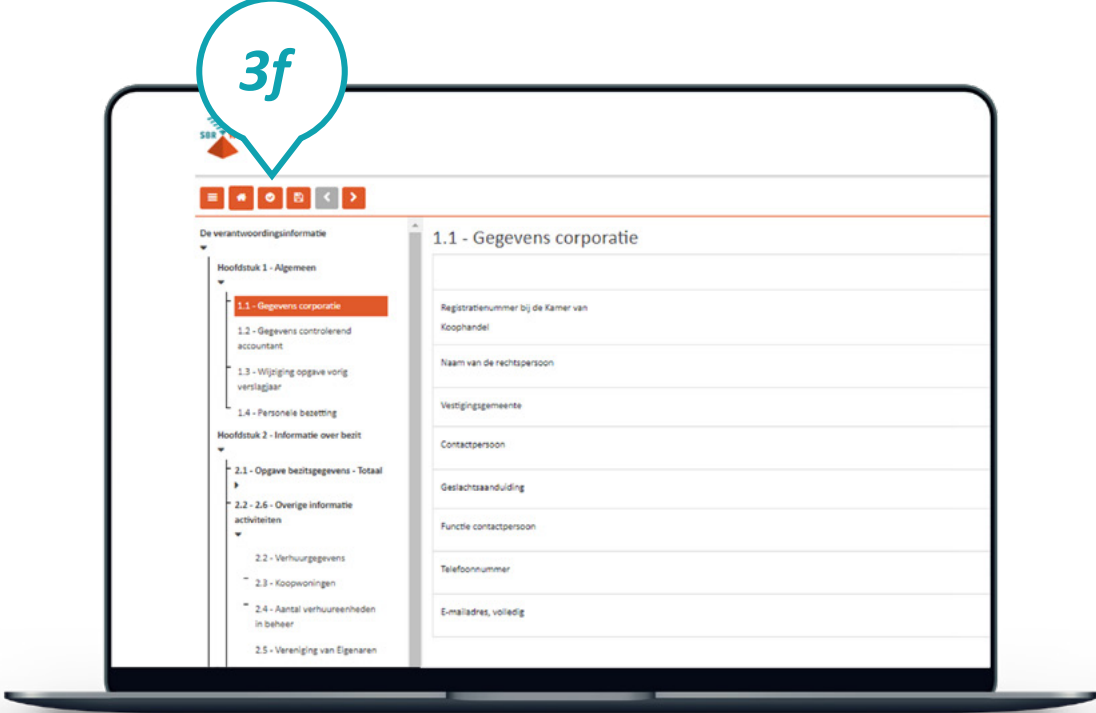 3f
SBR
De verantwoordingsinformatie
Hoofdstuk 1 - Algemeen
1.1 - Gegevens corporatie
1.2 - Gegevens controlerend
accountant
1.3 - Wijziging opgave vorig
verslagjaar
1.4 - Personele bezetting
Hoofdstuk 2 - Informatie over bezit
2.1 - Opgave bezitsgegevens - Totaal
2.2 - 2.6 - Overige informatie
activiteiten
2.2 - Verhuurgegevens
2.3 - Koopwoningen
2.4 - Aantal verhuureenheden
in beheer
2.5 - Vereniging van Eigenaren
1.1 - Gegevens corporatie
Registratienummer bij de Kamer van
Koophandel
Naam van de rechtspersoon
Vestigingsgemeente
Contactpersoon
Geslachtsaanduiding
Functie contactpersoon
Telefoonnummer
E-mailadres, volledig